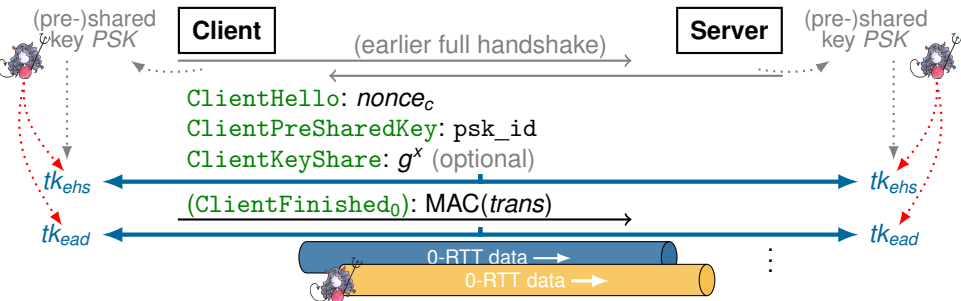 (pre-)shared key PSK
Client
(earlier full handshake)
Server
(pre-)shared key PSK
ClientHello: nonce_c
ClientPreSharedKey: psk_id
ClientKeyShare: g^x (optional)
tk_ehs
tk_ehs
(ClientFinished_0): MAC(trans)
tk_ead
tk_ead
0-RTT data
⋮
0-RTT data